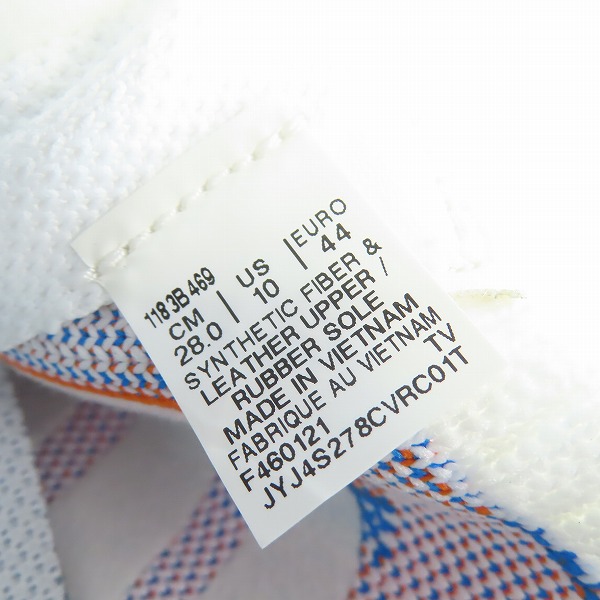 1183B469
CM | US | EURO
28.0 | 10 | 44
SYNTHETIC FIBER &
LEATHER UPPER /
RUBBER SOLE
MADE IN VIETNAM
FABRIQUE AU VIETNAM
F460121 TV
JYJ4S278CVRC01T